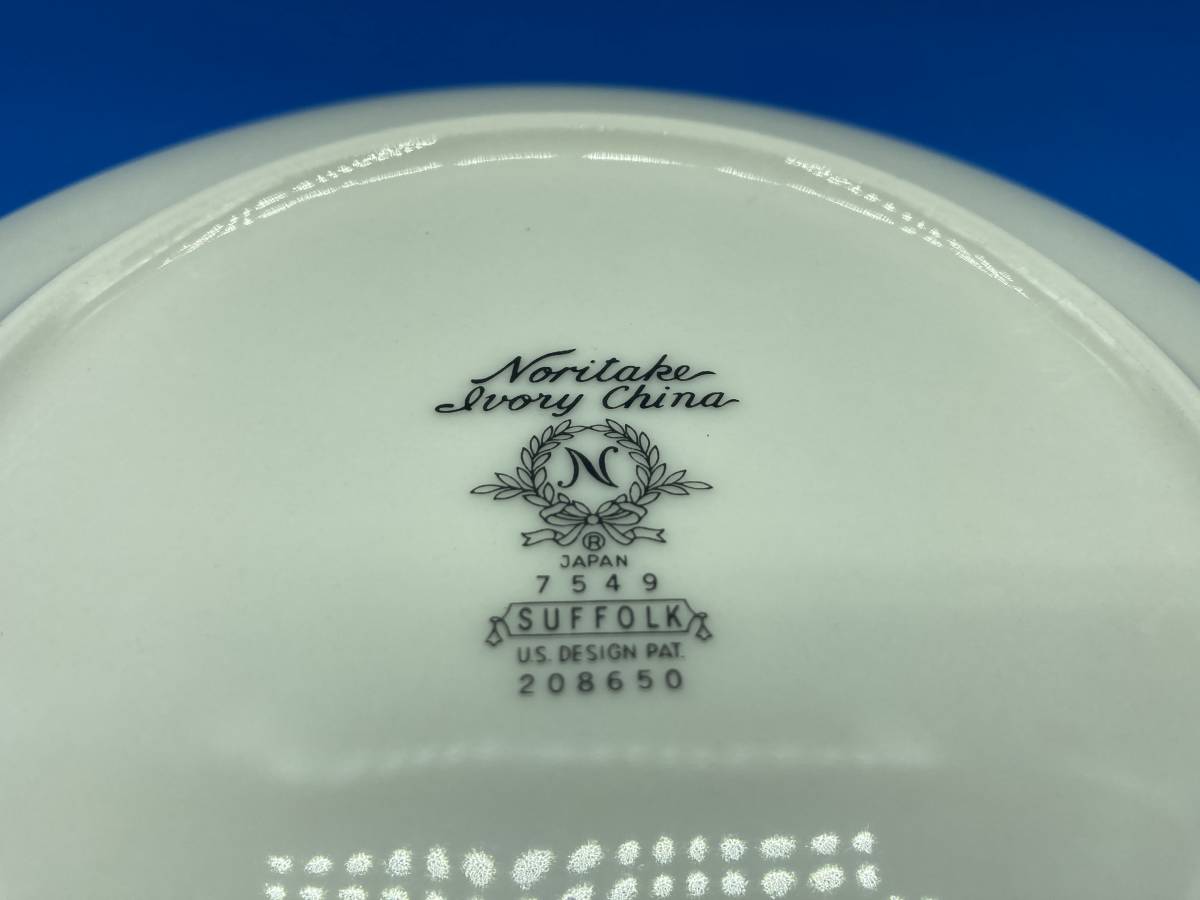 Noritake
Ivory China
N
®
JAPAN
7549
SUFFOLK
U.S. DESIGN PAT.
208650